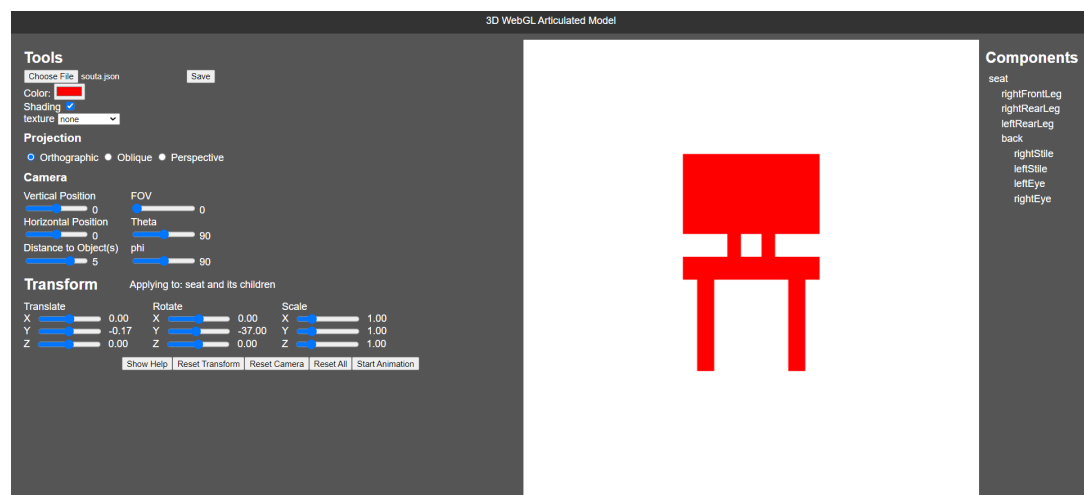 3D WebGL Articulated Model
Tools
Choose File souta.json Save
Color:
Shading
texture none
Projection
Orthographic Oblique Perspective
Camera
Vertical Position FOV
0 0
Horizontal Position Theta
0 90
Distance to Object(s) phi
5 90
Transform Applying to: seat and its children
Translate Rotate Scale
X 0.00 X 0.00 X 1.00
Y -0.17 Y -37.00 Y 1.00
Z 0.00 Z 0.00 Z 1.00
Show Help Reset Transform Reset Camera Reset All Start Animation
Components
seat
rightFrontLeg
rightRearLeg
leftRearLeg
back
rightStile
leftStile
leftEye
rightEye